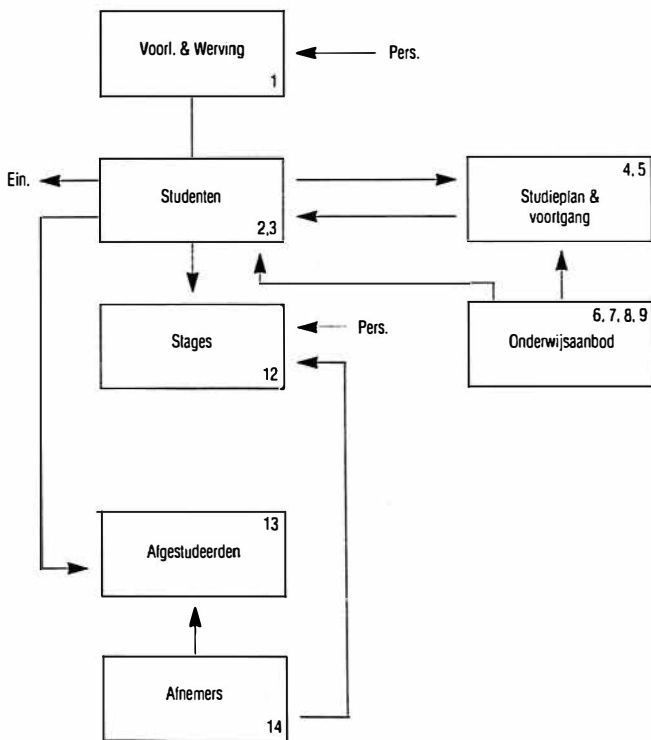 Voorl. & Werving
1
Pers.
Ein.
Studenten
2,3
4, 5
Studieplan &
voortgang
Stages
12
Pers.
6, 7, 8, 9
Onderwijsaanbod
13
Afgestudeerden
Afnemers
14